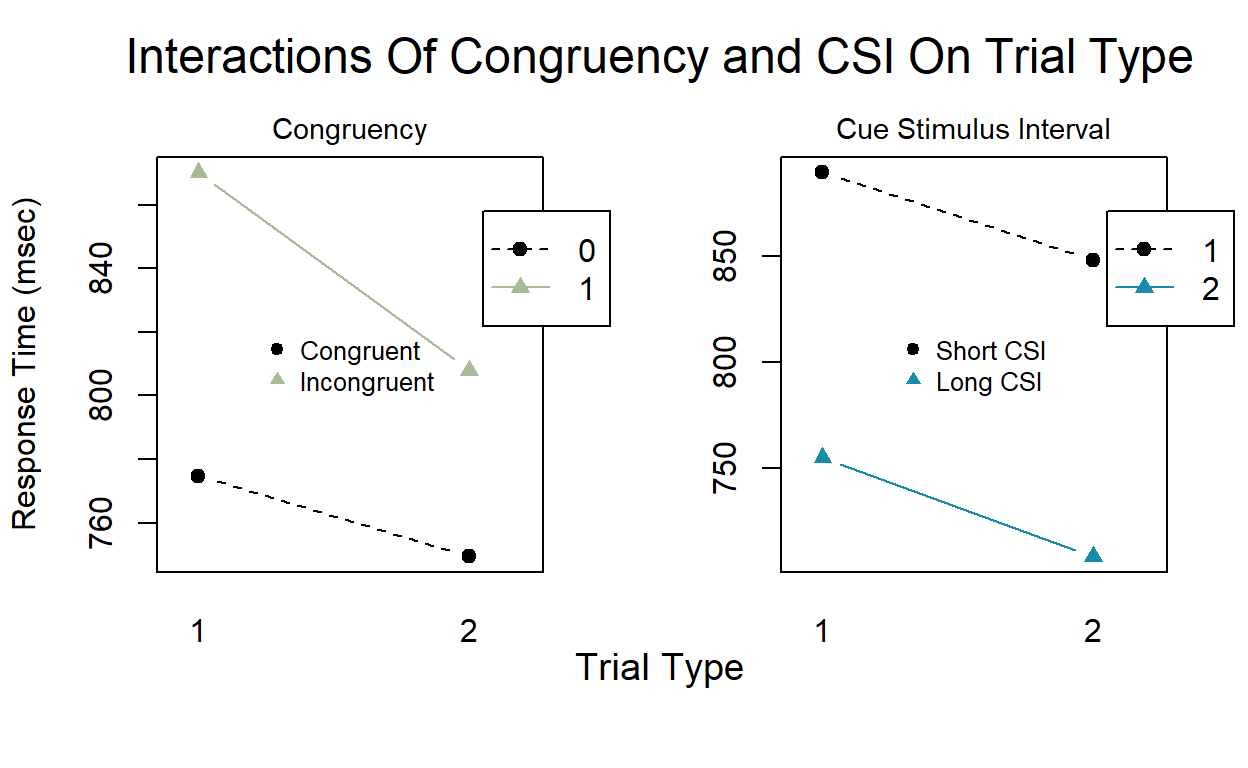 Interactions Of Congruency and CSI On Trial Type
Congruency
Response Time (msec)
840
800
760
0
1
Congruent
Incongruent
1
2
Cue Stimulus Interval
850
800
750
1
2
Short CSI
Long CSI
1
2
Trial Type